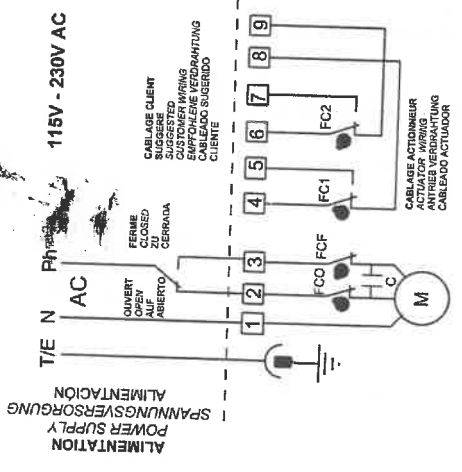 ALIMENTATION
POWER SUPPLY
SPANNUNGSVERSORGUNG
ALIMENTACIÓN
T/E
N
Ph
AC
115V - 230V AC
OUVERT
OPEN
AUF
ABIERTO
FERME
CLOSED
ZU
CERRADA
CABLAGE CLIENT
SUGGERE
SUGGESTED
CUSTOMER WIRING
EMPFOHLENE VERDRAHTUNG
CABLEADO SUGERIDO
CLIENTE
1
2
3
4
5
6
7
8
9
FCO
FCF
FC1
FC2
C
M
CABLAGE ACTIONNEUR
ACTUATOR WIRING
ANTRIEB VERDRAHTUNG
CABLEADO ACTUADOR